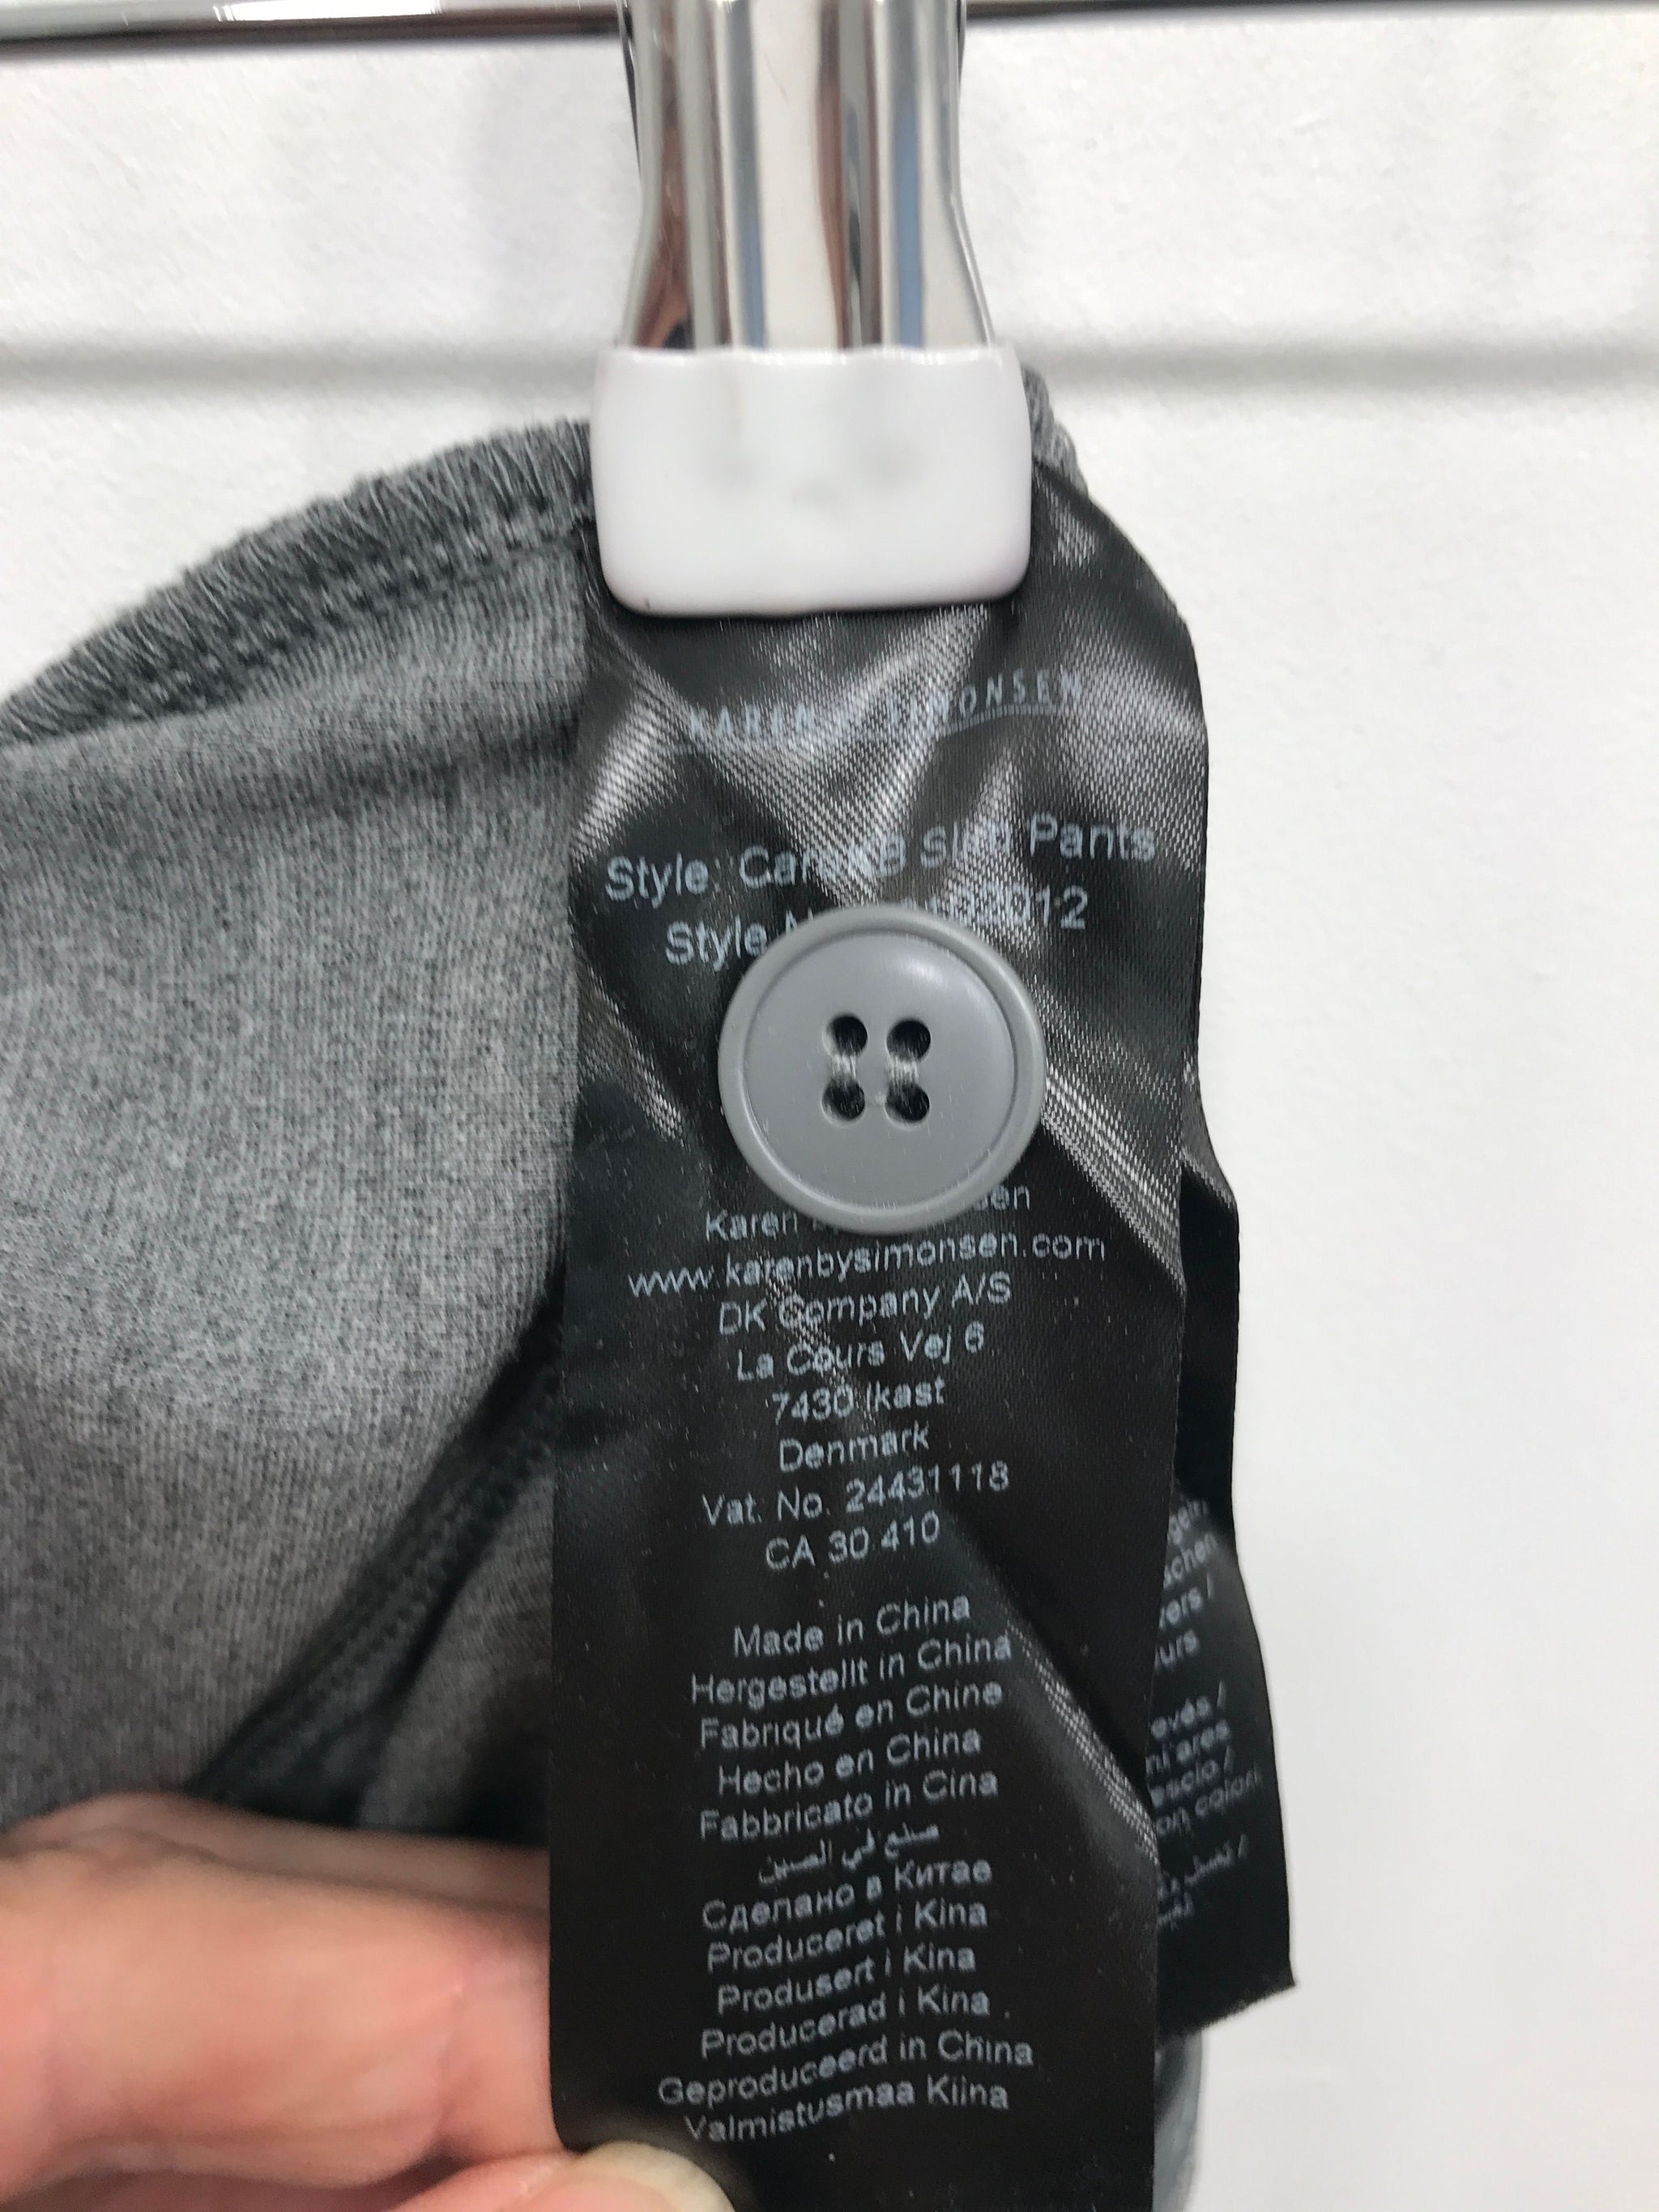 KAREN SIMONSEN
Style: Pants
Style
Karen
www.karenbysimonsen.com
DK Company A/S
La Cours Vej 6
7430 Ikast
Denmark
Vat. No. 24431118
CA 30 410
Made in China
Hergestellt in China
Fabriqué en Chine
Hecho en China
Fabbricato in Cina
صنع في الصين
Сделано в Китае
Produceret i Kina
Produsert i Kina
Producerad i Kina
Geproduceerd in China
Valmistusmaa Kiina